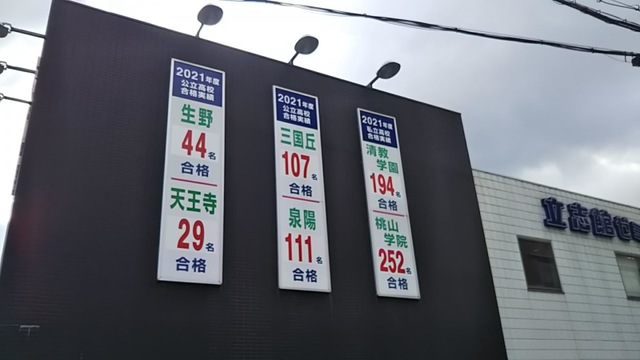 2021年度
公立高校
合格実績
生野
44名
合格
天王寺
29名
合格
2021年度
公立高校
合格実績
三国丘
107名
合格
泉陽
111名
合格
2021年度
私立高校
合格実績
清教
学園
194名
合格
桃山
学院
252名
合格
立志館